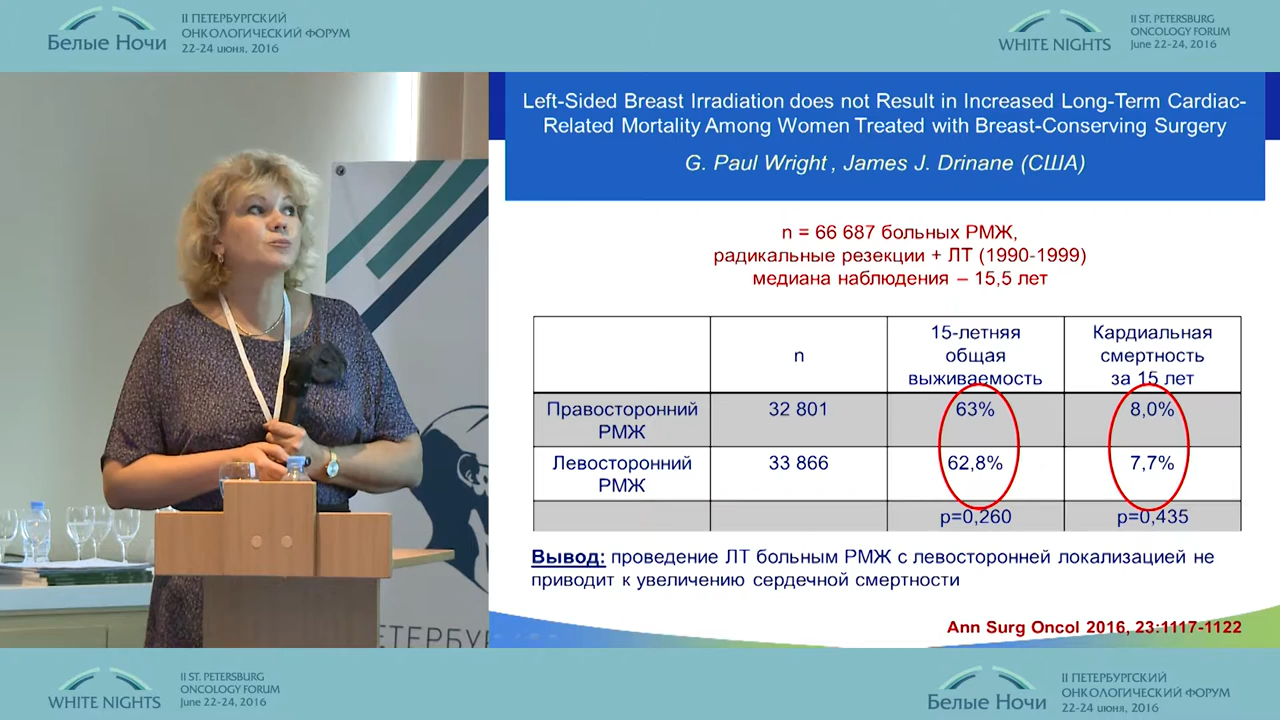 Белые Ночи
II ПЕТЕРБУРГСКИЙ
ОНКОЛОГИЧЕСКИЙ ФОРУМ
22-24 июня, 2016
WHITE NIGHTS
II ST. PETERSBURG
ONCOLOGY FORUM
June 22-24, 2016
Left-Sided Breast Irradiation does not Result in Increased Long-Term Cardiac-
Related Mortality Among Women Treated with Breast-Conserving Surgery
G. Paul Wright , James J. Drinane (США)
n = 66 687 больных РМЖ,
радикальные резекции + ЛТ (1990-1999)
медиана наблюдения – 15,5 лет
n
15-летняя
общая
выживаемость
Кардиальная
смертность
за 15 лет
Правосторонний
РМЖ
32 801
63%
8,0%
Левосторонний
РМЖ
33 866
62,8%
7,7%
p=0,260
p=0,435
Вывод: проведение ЛТ больным РМЖ с левосторонней локализацией не
приводит к увеличению сердечной смертности
Ann Surg Oncol 2016, 23:1117-1122
ЕТЕРБУР
WHITE NIGHTS
II ST. PETERSBURG
ONCOLOGY FORUM
June 22-24, 2016
Белые Ночи
II ПЕТЕРБУРГСКИЙ
ОНКОЛОГИЧЕСКИЙ ФОРУМ
22-24 июня, 2016